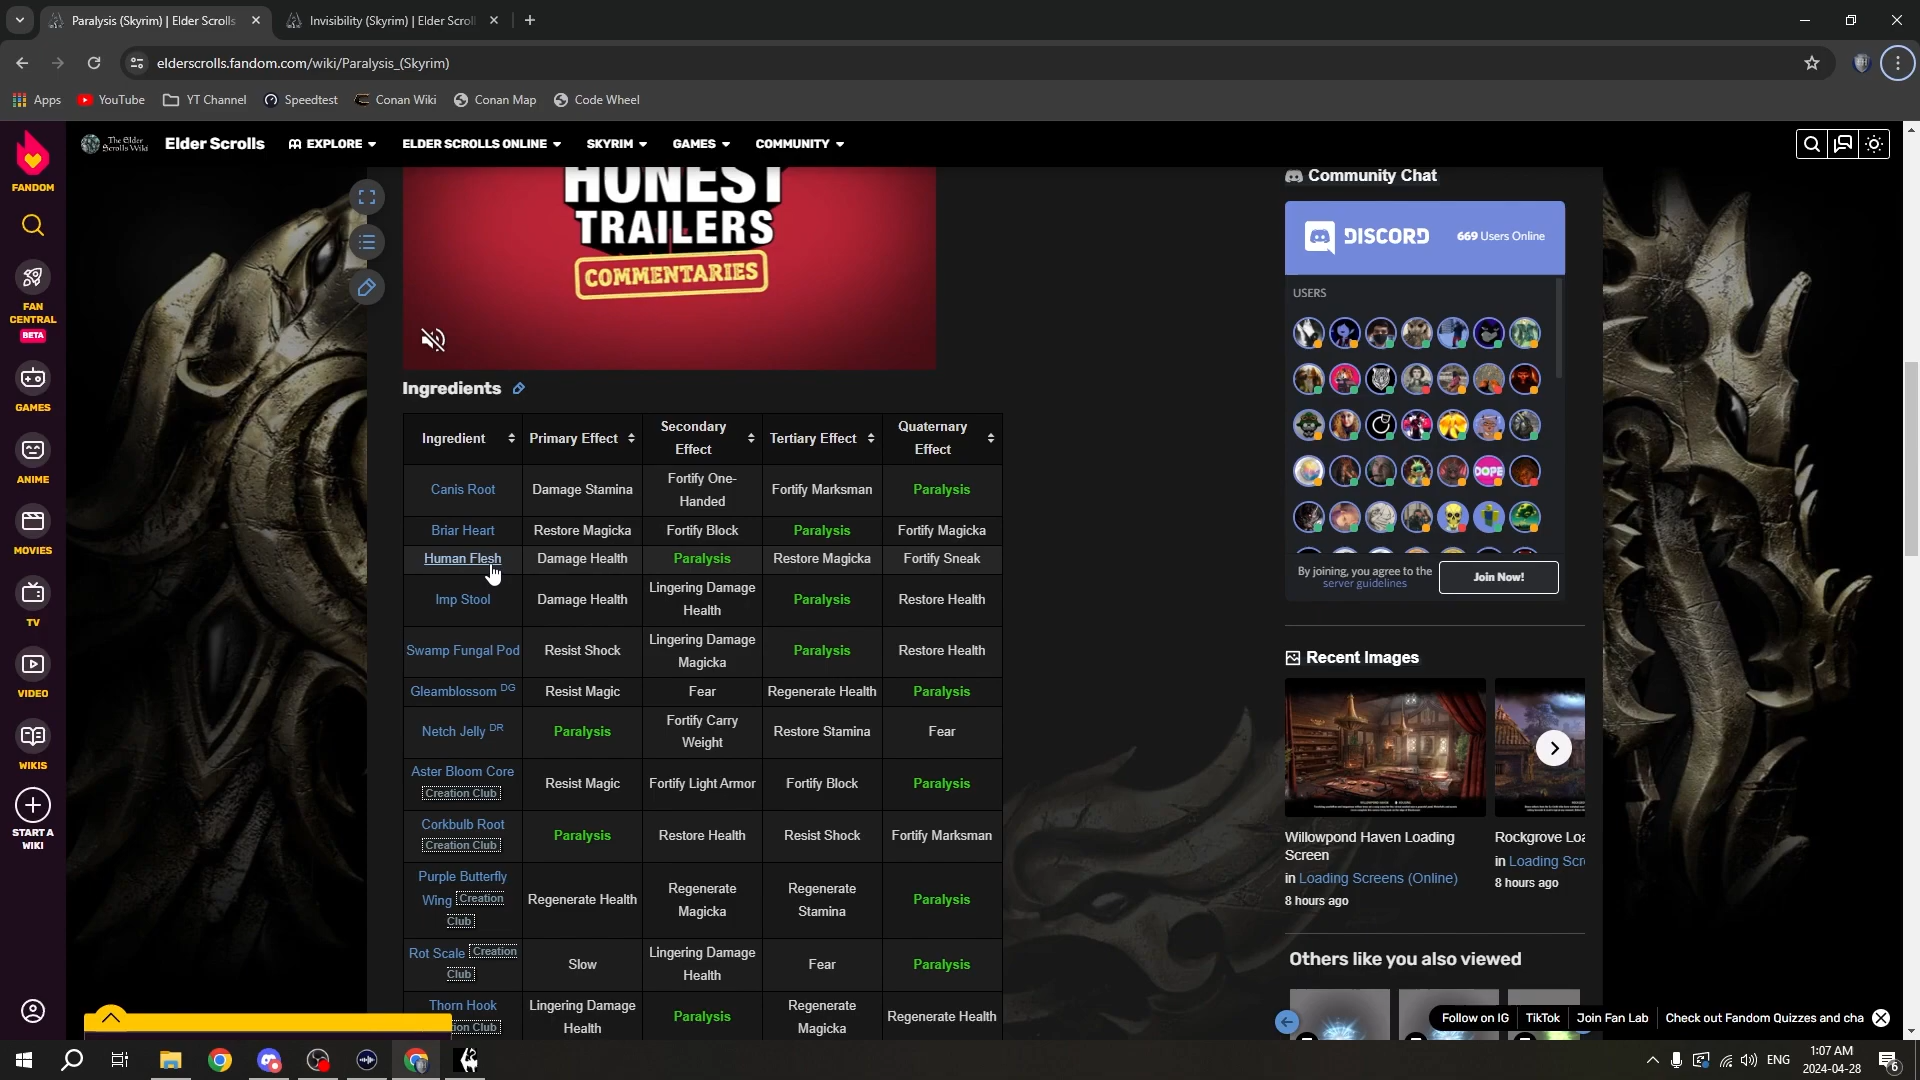 Paralysis (Skyrim) | Elder Scrolls
Invisibility (Skyrim) | Elder Scroll
elderscrolls.fandom.com/wiki/Paralysis_(Skyrim)
Apps
YouTube
YT Channel
Speedtest
Conan Wiki
Conan Map
Code Wheel
FANDOM
FAN
CENTRAL
BETA
GAMES
ANIME
MOVIES
TV
VIDEO
WIKIS
START A
WIKI
The Elder
Scrolls Wiki
Elder Scrolls
EXPLORE
ELDER SCROLLS ONLINE
SKYRIM
GAMES
COMMUNITY
HONEST
TRAILERS
COMMENTARIES
Ingredients
Ingredient Primary Effect Secondary Effect Tertiary Effect Quaternary Effect
Canis Root Damage Stamina Fortify One-Handed Fortify Marksman Paralysis
Briar Heart Restore Magicka Fortify Block Paralysis Fortify Magicka
Human Flesh Damage Health Paralysis Restore Magicka Fortify Sneak
Imp Stool Damage Health Lingering Damage Health Paralysis Restore Health
Swamp Fungal Pod Resist Shock Lingering Damage Magicka Paralysis Restore Health
Gleamblossom DG Resist Magic Fear Regenerate Health Paralysis
Netch Jelly DR Paralysis Fortify Carry Weight Restore Stamina Fear
Aster Bloom Core Creation Club Resist Magic Fortify Light Armor Fortify Block Paralysis
Corkbulb Root Creation Club Paralysis Restore Health Resist Shock Fortify Marksman
Purple Butterfly Wing Creation Club Regenerate Health Regenerate Magicka Regenerate Stamina Paralysis
Rot Scale Creation Club Slow Lingering Damage Health Fear Paralysis
Thorn Hook Creation Club Lingering Damage Health Paralysis Regenerate Magicka Regenerate Health
Community Chat
DISCORD
669 Users Online
USERS
DOPE
By joining, you agree to the
server guidelines
Join Now!
Recent Images
Willowpond Haven Loading
Screen
in Loading Screens (Online)
8 hours ago
Rockgrove Loa
in Loading Scr
8 hours ago
Others like you also viewed
Follow on IG
TikTok
Join Fan Lab
Check out Fandom Quizzes and cha
ENG
1:07 AM
2024-04-28
6